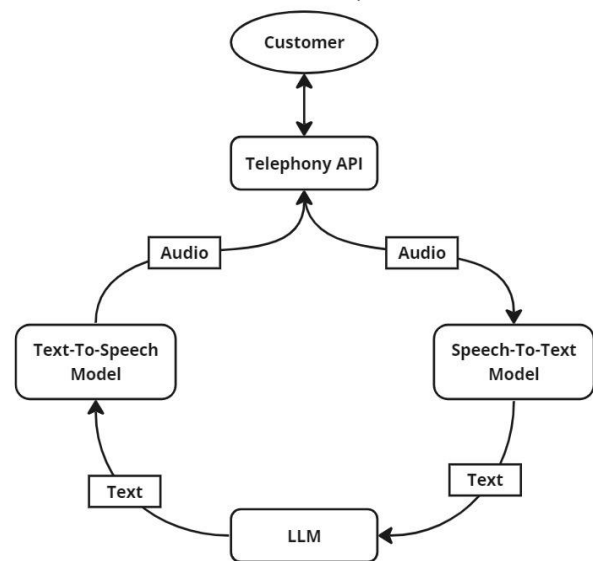 Customer
Telephony API
Audio
Audio
Text-To-Speech
Model
Speech-To-Text
Model
Text
Text
LLM